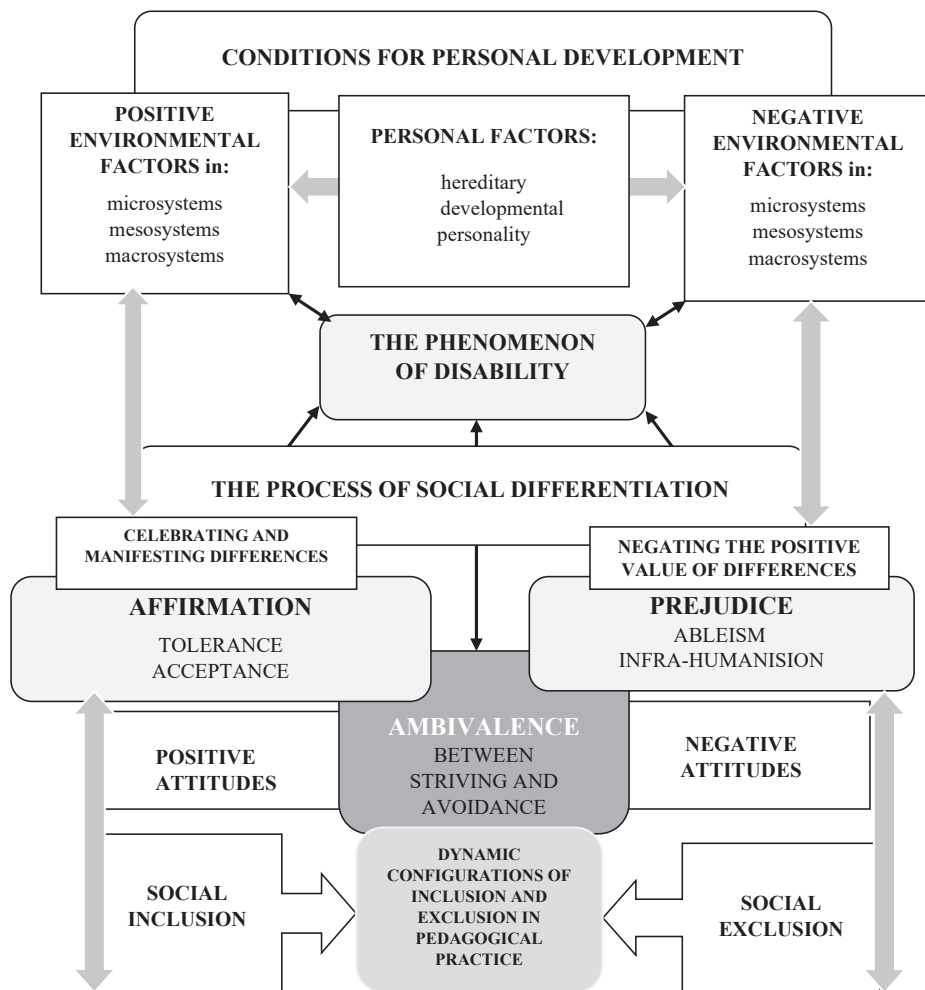 CONDITIONS FOR PERSONAL DEVELOPMENT
POSITIVE
ENVIRONMENTAL
FACTORS in:
microsystems
mesosystems
macrosystems
PERSONAL FACTORS:
hereditary
developmental
personality
NEGATIVE
ENVIRONMENTAL
FACTORS in:
microsystems
mesosystems
macrosystems
THE PHENOMENON
OF DISABILITY
THE PROCESS OF SOCIAL DIFFERENTIATION
CELEBRATING AND
MANIFESTING DIFFERENCES
NEGATING THE POSITIVE
VALUE OF DIFFERENCES
AFFIRMATION
TOLERANCE
ACCEPTANCE
PREJUDICE
ABLEISM
INFRA-HUMANISION
AMBIVALENCE
BETWEEN
STRIVING AND
AVOIDANCE
POSITIVE
ATTITUDES
NEGATIVE
ATTITUDES
SOCIAL
INCLUSION
DYNAMIC
CONFIGURATIONS OF
INCLUSION AND
EXCLUSION IN
PEDAGOGICAL
PRACTICE
SOCIAL
EXCLUSION